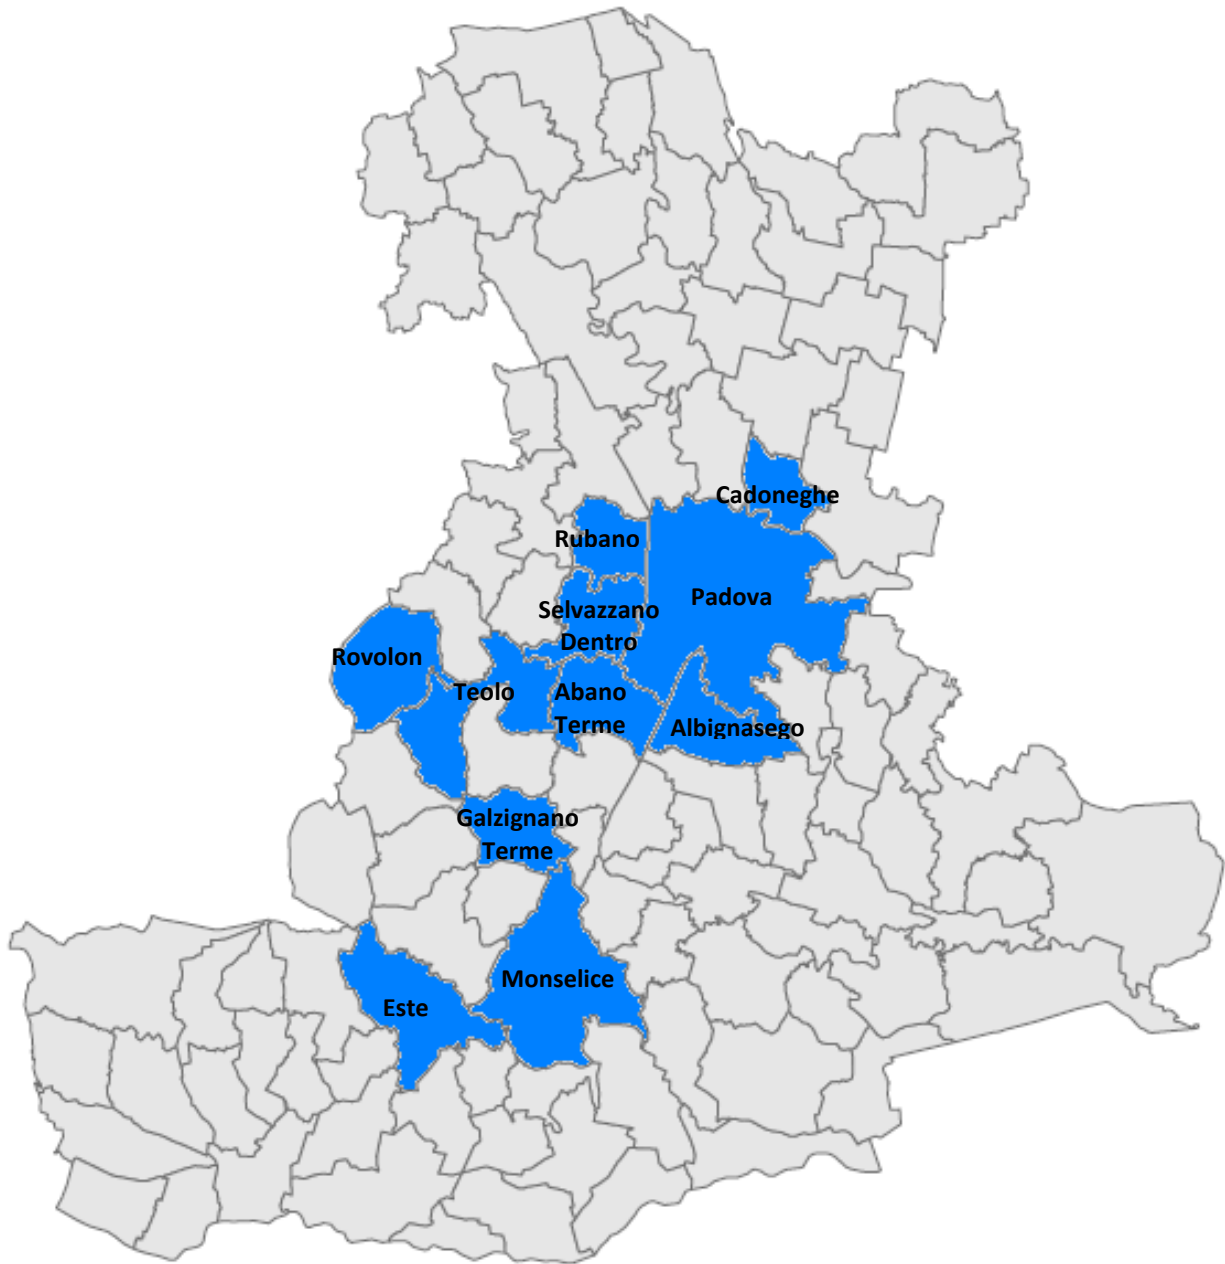 Cadoneghe
Rubano
Padova
Selvazzano
Dentro
Rovolon
Teolo
Abano
Terme
Albignasego
Galzignano
Terme
Monselice
Este